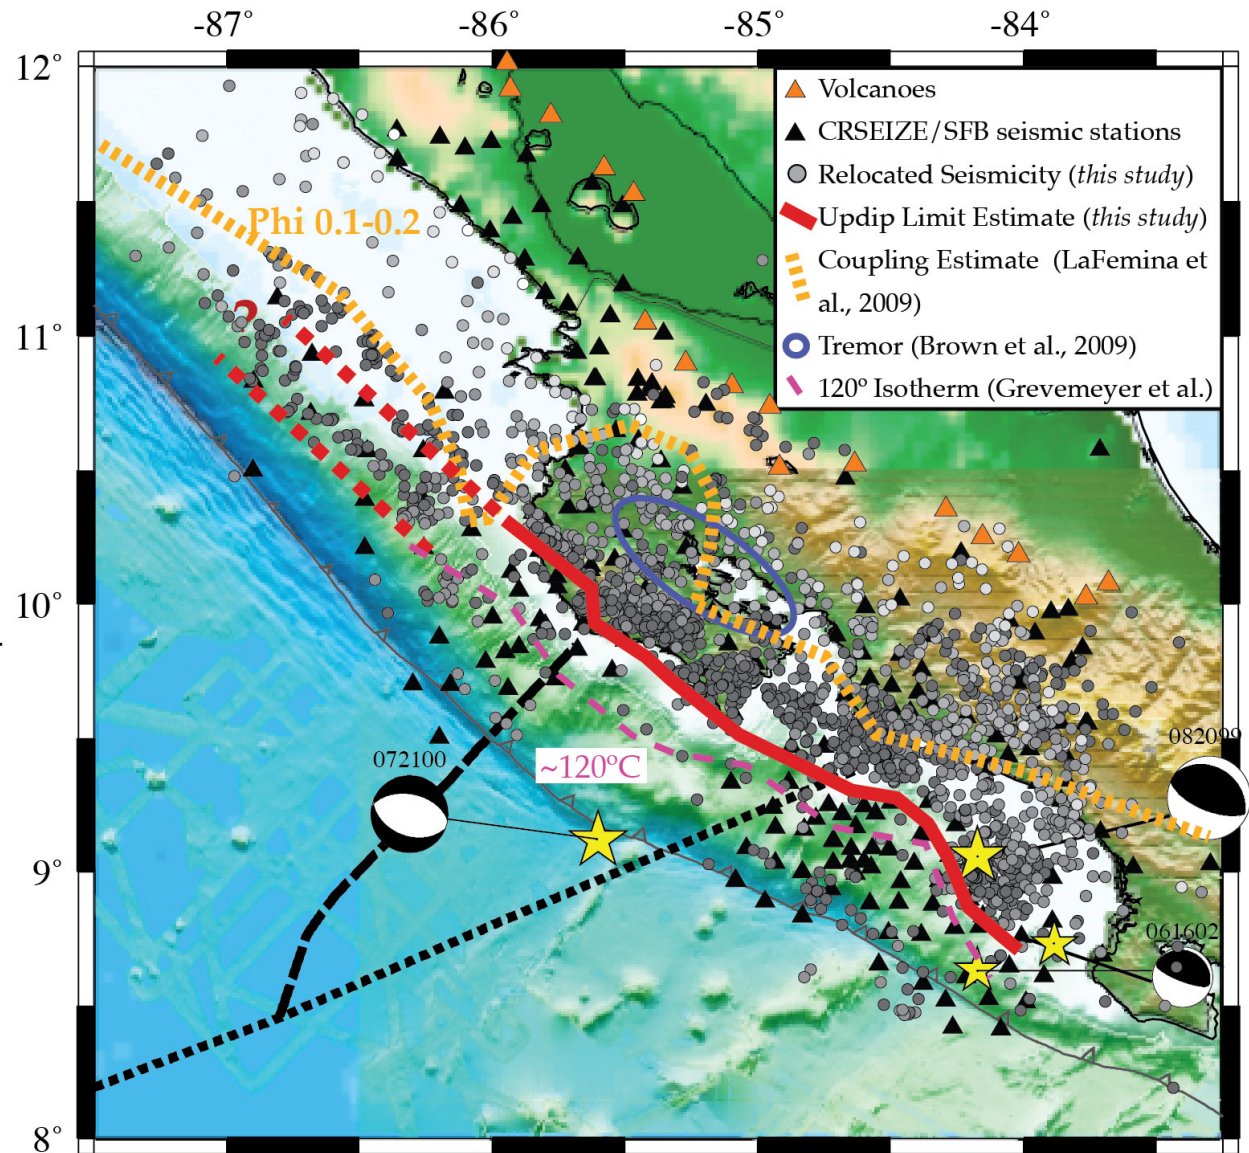 -87° -86° -85° -84°
12°
Volcanoes
CRSEIZE/SFB seismic stations
Relocated Seismicity (this study)
Updip Limit Estimate (this study)
Coupling Estimate (LaFemina et
al., 2009)
Tremor (Brown et al., 2009)
120º Isotherm (Grevemeyer et al.)
Phi 0.1-0.2
?
11°
10°
082099
072100
~120ºC
9°
061602
8°